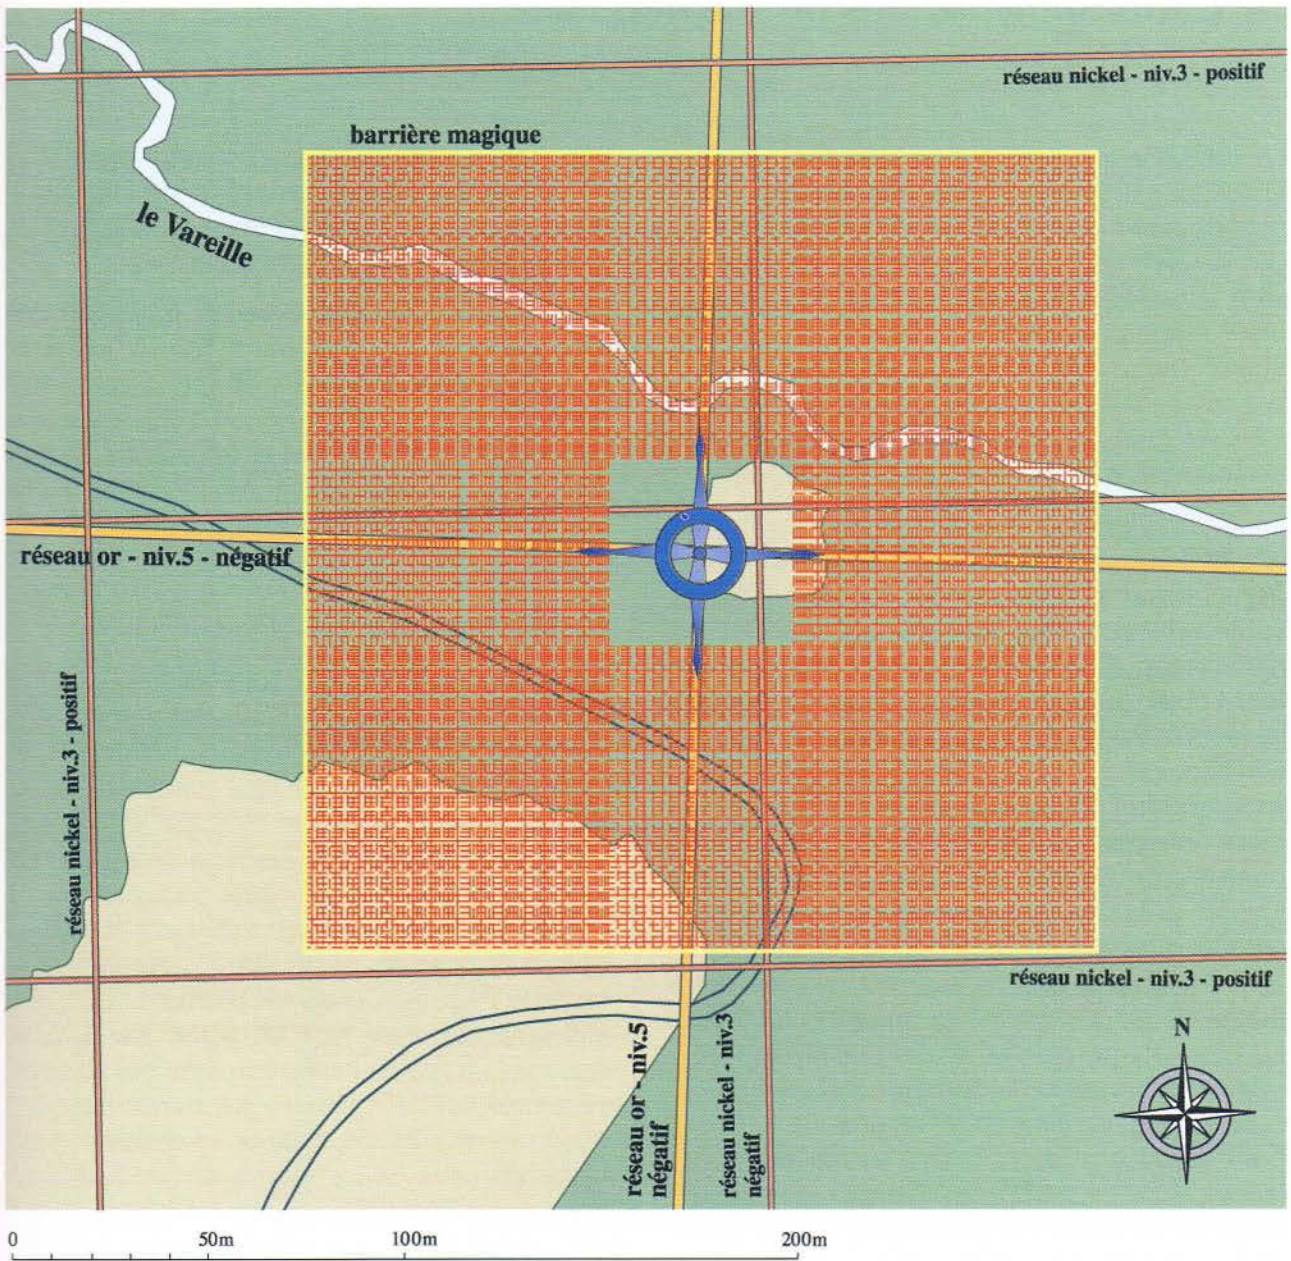 réseau nickel - niv.3 - positif
barrière magique
le Vareille
réseau or - niv.5 - négatif
réseau nickel - niv.3 - positif
réseau nickel - niv.3 - positif
réseau or - niv.5
négatif
réseau nickel - niv.3
négatif
N
0 50m 100m 200m